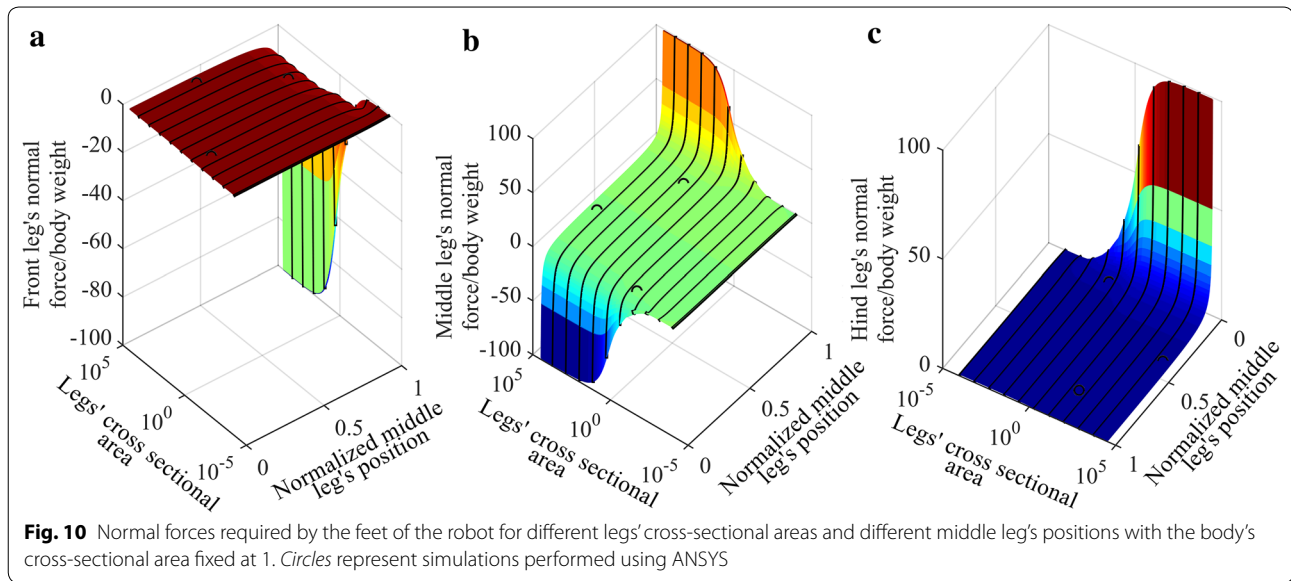 a
Front leg's normal
force/body weight
0
-20
-40
-60
-80
-100
10^5
10^0
10^-5
Legs' cross sectional
area
0
0.5
1
Normalized middle
leg's position
b
Middle leg's normal
force/body weight
100
50
0
-50
-100
10^5
10^0
10^-5
Legs' cross sectional
area
0
0.5
1
Normalized middle
leg's position
c
Hind leg's normal
force/body weight
100
50
0
10^-5
10^0
10^5
Legs' cross sectional
area
1
0.5
0
Normalized middle
leg's position
Fig. 10 Normal forces required by the feet of the robot for different legs' cross-sectional areas and different middle leg's positions with the body's
cross-sectional area fixed at 1. Circles represent simulations performed using ANSYS